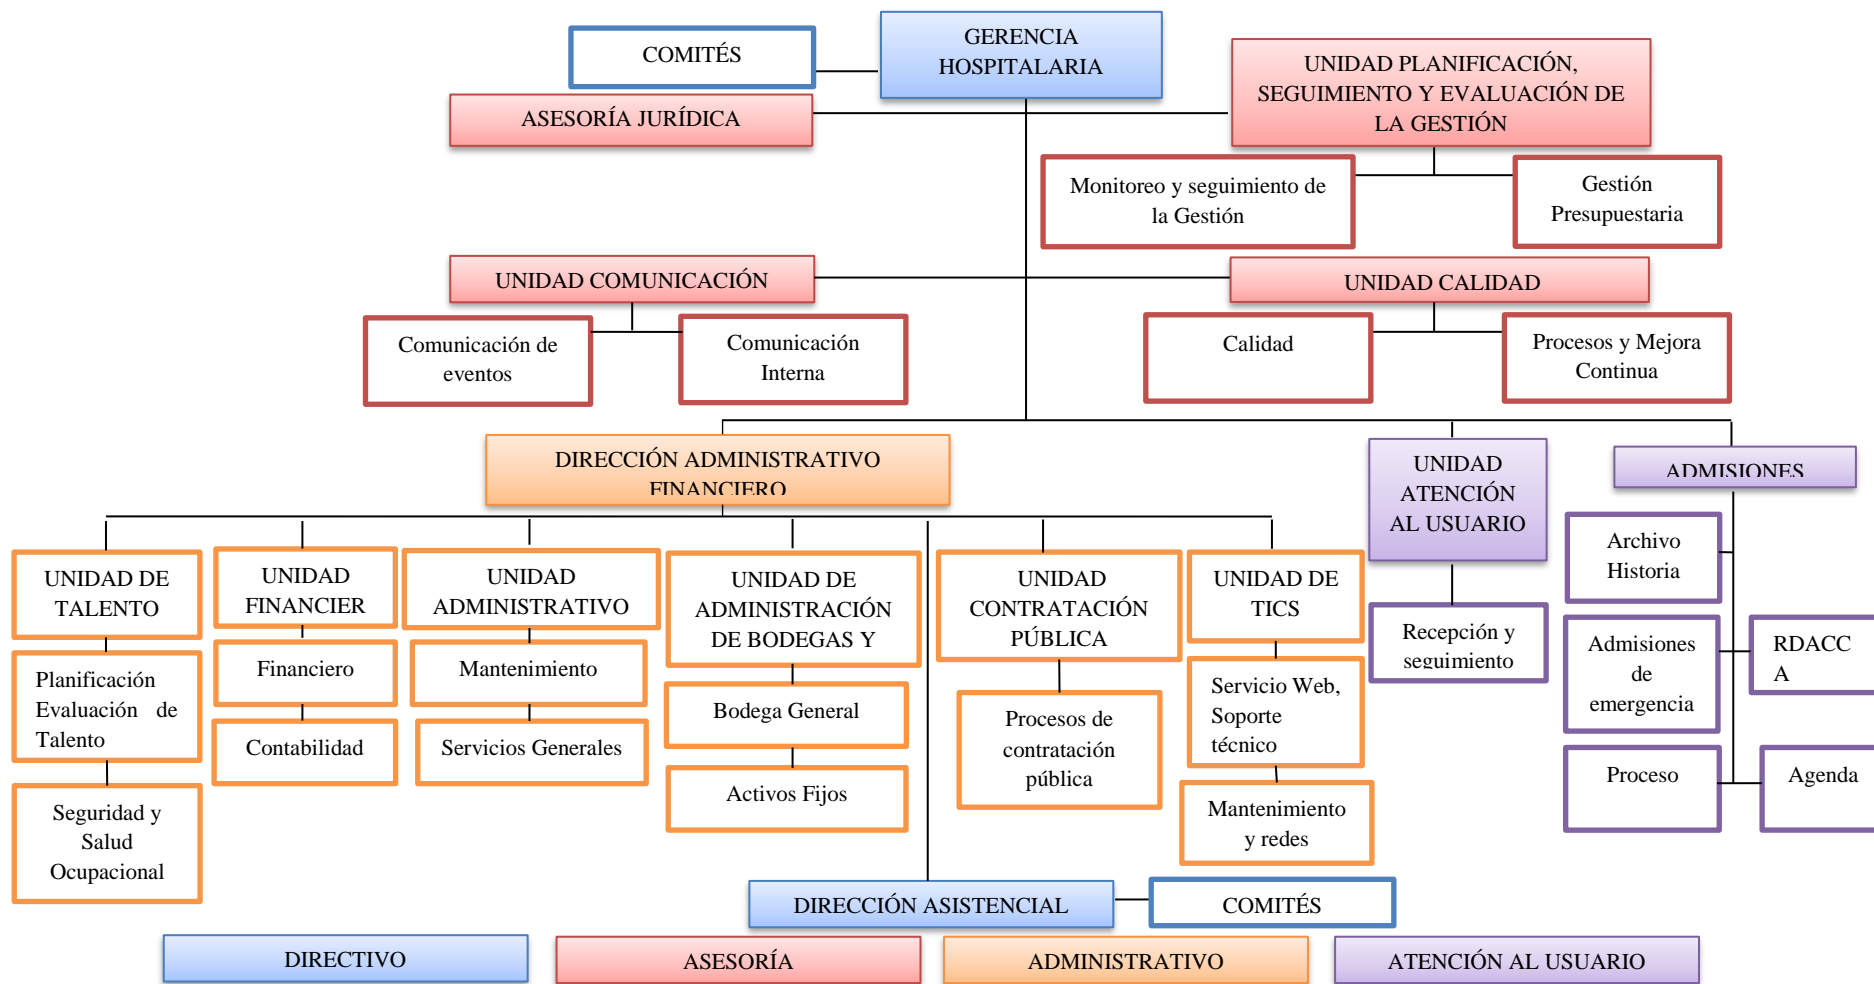 COMITÉS
GERENCIA
HOSPITALARIA
UNIDAD PLANIFICACIÓN,
SEGUIMIENTO Y EVALUACIÓN DE
LA GESTIÓN
ASESORÍA JURÍDICA
Monitoreo y seguimiento de
la Gestión
Gestión
Presupuestaria
UNIDAD COMUNICACIÓN
UNIDAD CALIDAD
Comunicación de
eventos
Comunicación
Interna
Calidad
Procesos y Mejora
Continua
DIRECCIÓN ADMINISTRATIVO
FINANCIERO
UNIDAD
ATENCIÓN
AL USUARIO
ADMISIONES
UNIDAD DE
TALENTO
UNIDAD
FINANCIER
UNIDAD
ADMINISTRATIVO
UNIDAD DE
ADMINISTRACIÓN
DE BODEGAS Y
UNIDAD
CONTRATACIÓN
PÚBLICA
UNIDAD DE
TICS
Archivo
Historia
Planificación
Evaluación de
Talento
Financiero
Mantenimiento
Bodega General
Procesos de
contratación
pública
Servicio Web,
Soporte
técnico
Recepción y
seguimiento
Admisiones
de
emergencia
RDACC
A
Contabilidad
Servicios Generales
Activos Fijos
Mantenimiento
y redes
Proceso
Agenda
Seguridad y
Salud
Ocupacional
DIRECCIÓN ASISTENCIAL
COMITÉS
DIRECTIVO
ASESORÍA
ADMINISTRATIVO
ATENCIÓN AL USUARIO